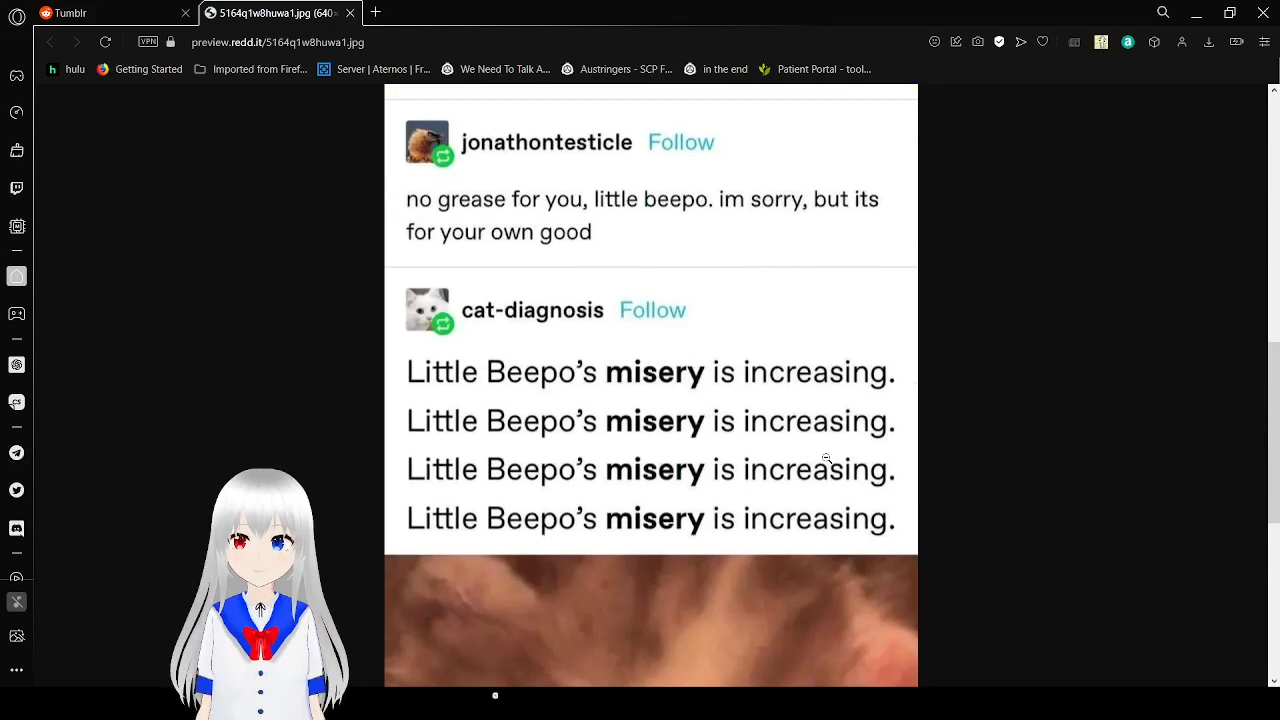 Tumblr
5164q1w8huwa1.jpg (640
VPN
preview.redd.it/5164q1w8huwa1.jpg
h hulu
Getting Started
Imported from Firef...
Server | Aternos | Fr...
We Need To Talk A...
Austringers - SCP F...
in the end
Patient Portal - tool...
jonathontesticle Follow
no grease for you, little beepo. im sorry, but its
for your own good
cat-diagnosis Follow
Little Beepo’s misery is increasing.
Little Beepo’s misery is increasing.
Little Beepo’s misery is increasing.
Little Beepo’s misery is increasing.